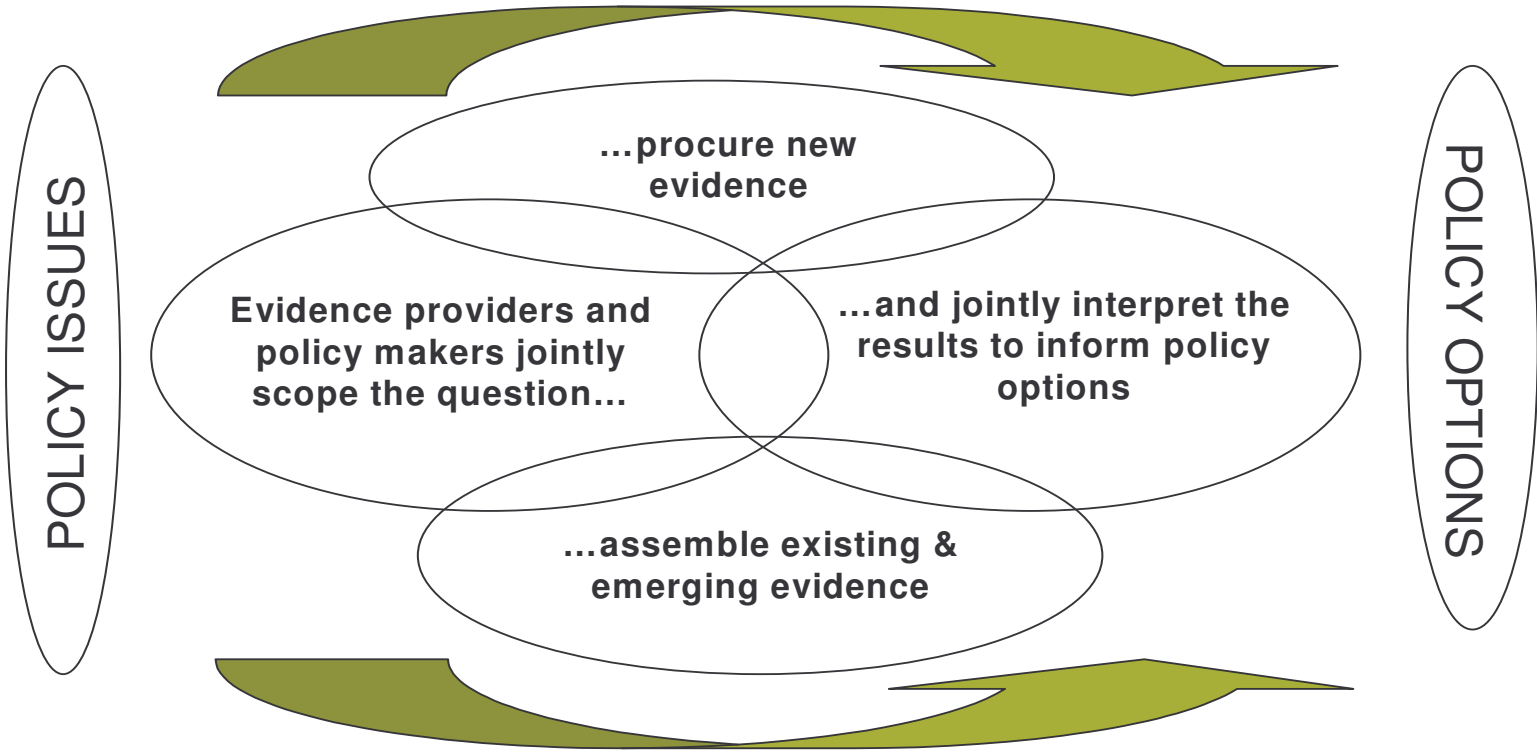 POLICY ISSUES
...procure new
evidence
Evidence providers and
policy makers jointly
scope the question...
...and jointly interpret the
results to inform policy
options
...assemble existing &
emerging evidence
POLICY OPTIONS